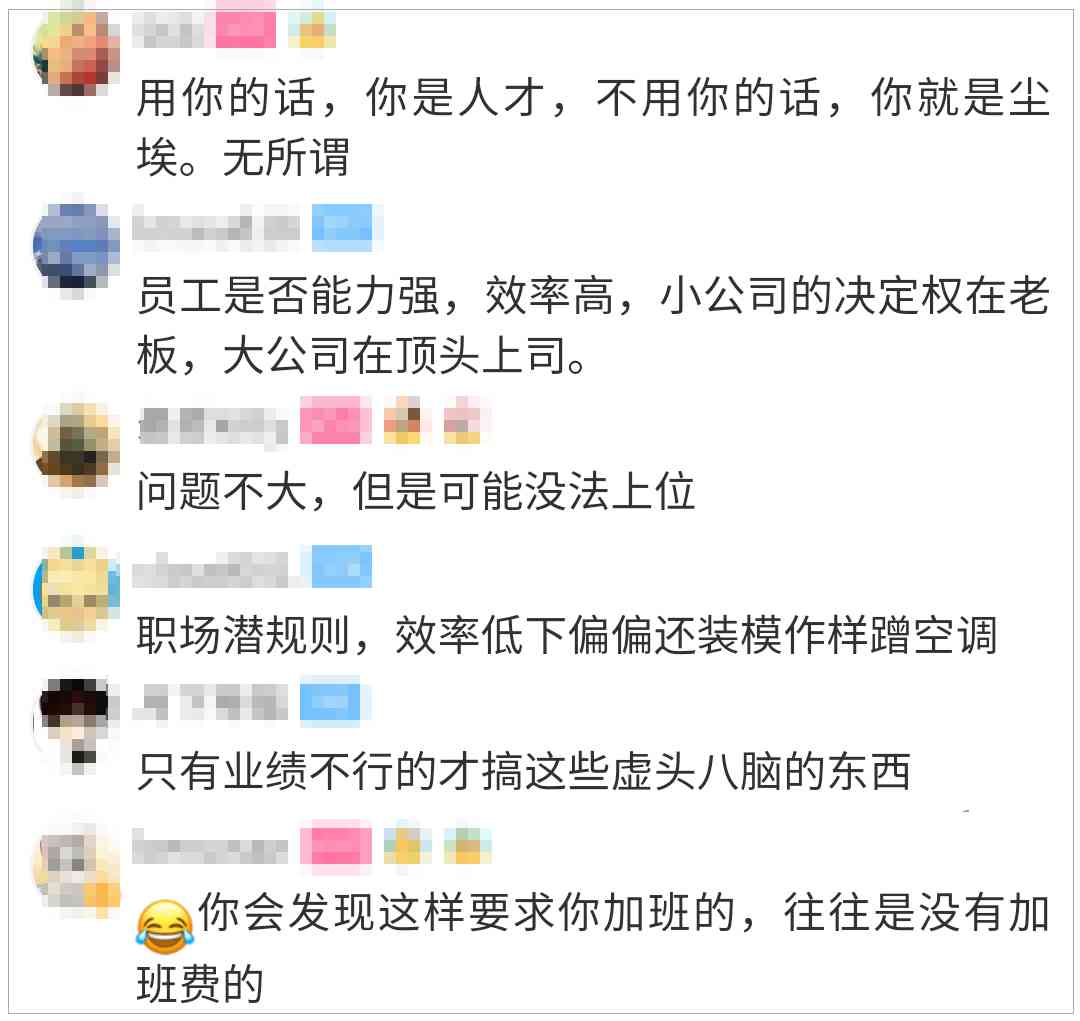 用你的话，你是人才，不用你的话，你就是尘
埃。无所谓
员工是否能力强，效率高，小公司的决定权在老
板，大公司在顶头上司。
问题不大，但是可能没法上位
职场潜规则，效率低下偏偏还装模作样蹭空调
只有业绩不行的才搞这些虚头八脑的东西
😂你会发现这样要求你加班的，往往是没有加
班费的